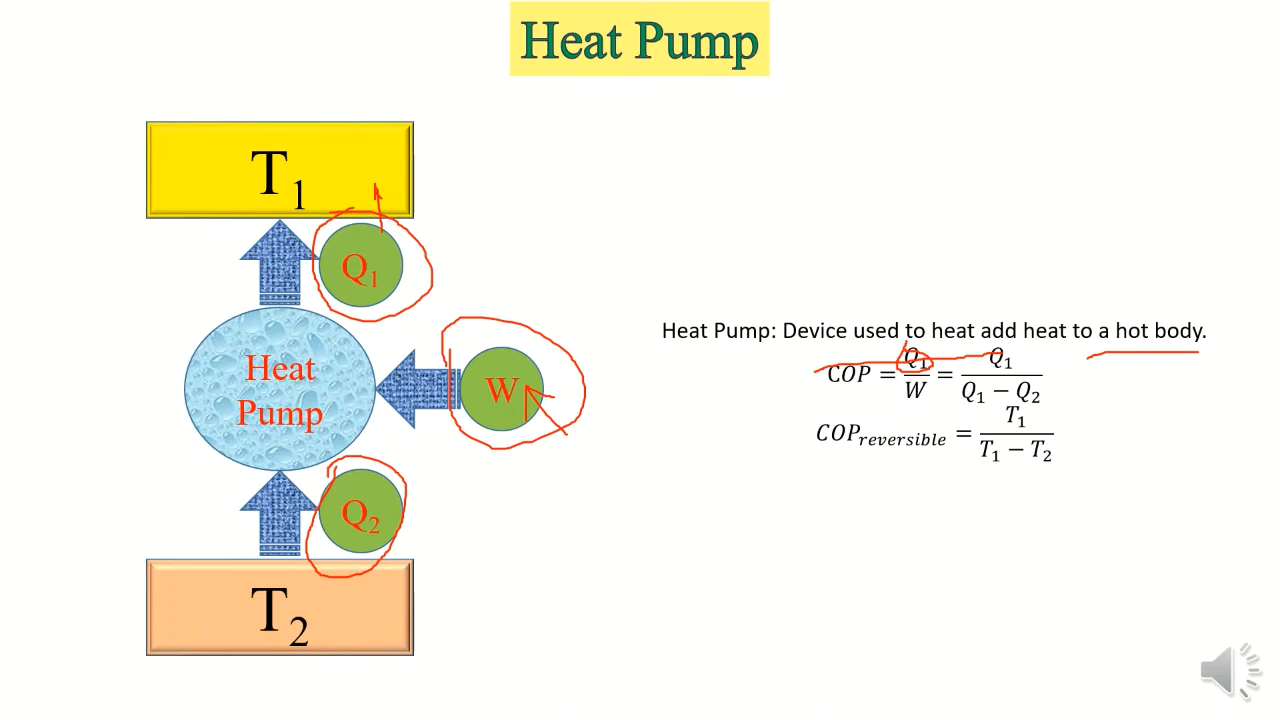 Heat Pump
T₁
Q₁
Heat
Pump
W
Q₂
T₂
Heat Pump: Device used to heat add heat to a hot body.
COP = Q₁/W = Q₁/(Q₁ − Q₂)
COP_reversible = T₁/(T₁ − T₂)